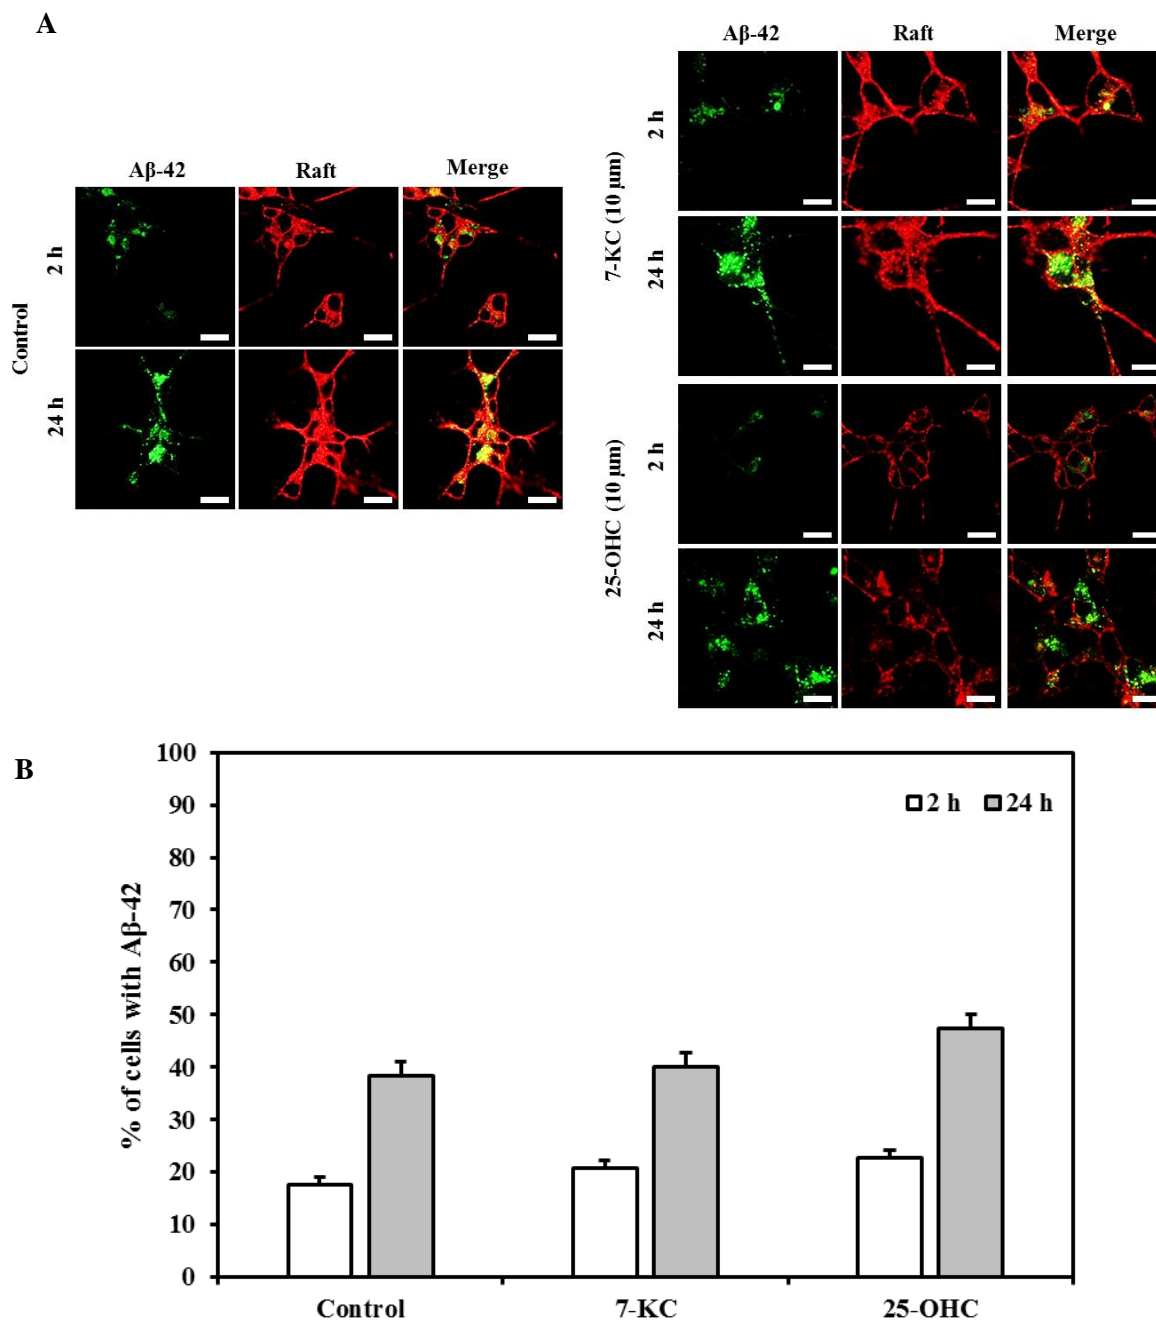 A
Aβ-42 Raft Merge
Control
2 h
24 h
Aβ-42 Raft Merge
7-KC (10 µm)
2 h
24 h
25-OHC (10 µm)
2 h
24 h
B
% of cells with Aβ-42
100
90
80
70
60
50
40
30
20
10
0
2 h 24 h
Control 7-KC 25-OHC